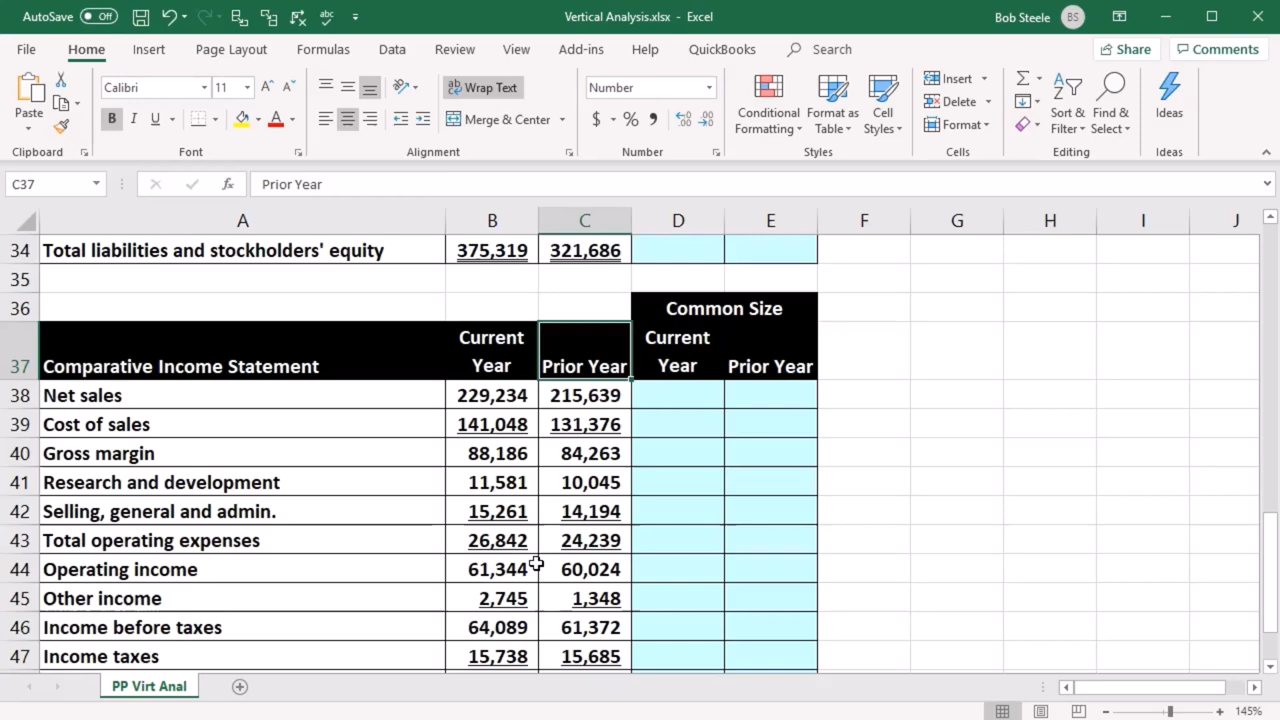 AutoSave Off
Vertical Analysis.xlsx - Excel
Bob Steele BS
File Home Insert Page Layout Formulas Data Review View Add-ins Help QuickBooks Search Share Comments
Paste
Calibri 11
B I U
ab Wrap Text
Merge & Center
Number
$ % ,
Conditional Formatting
Format as Table
Cell Styles
Insert
Delete
Format
Sort & Filter
Find & Select
Ideas
Clipboard Font Alignment Number Styles Cells Editing Ideas
C37 fx Prior Year
A B C D E F G H I J
34 Total liabilities and stockholders' equity 375,319 321,686
35
36 Common Size
37 Comparative Income Statement Current Year Prior Year Current Year Prior Year
38 Net sales 229,234 215,639
39 Cost of sales 141,048 131,376
40 Gross margin 88,186 84,263
41 Research and development 11,581 10,045
42 Selling, general and admin. 15,261 14,194
43 Total operating expenses 26,842 24,239
44 Operating income 61,344 60,024
45 Other income 2,745 1,348
46 Income before taxes 64,089 61,372
47 Income taxes 15,738 15,685
PP Virt Anal
145%